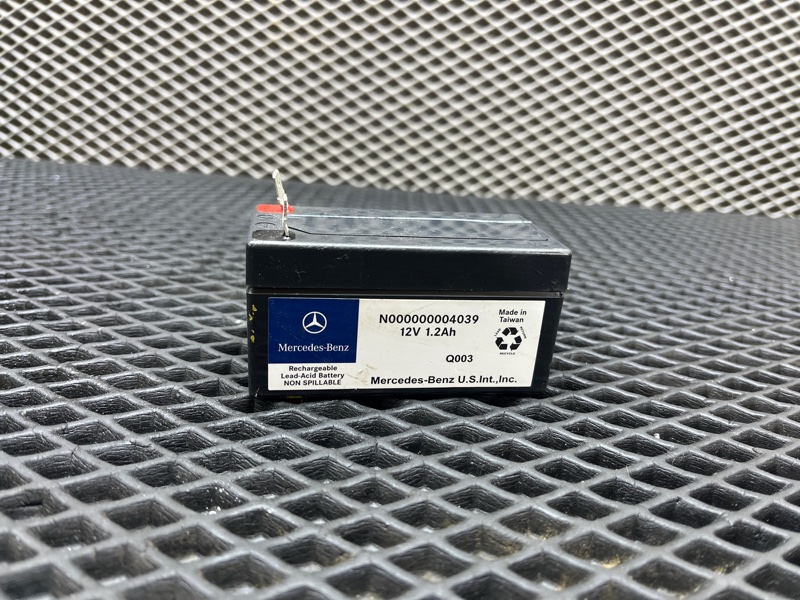 Mercedes-Benz
Rechargeable
Lead-Acid Battery
NON SPILLABLE
N000000004039
12V 1.2Ah
Q003
Mercedes-Benz U.S.Int.,Inc.
Made in
Taiwan
RECYCLE